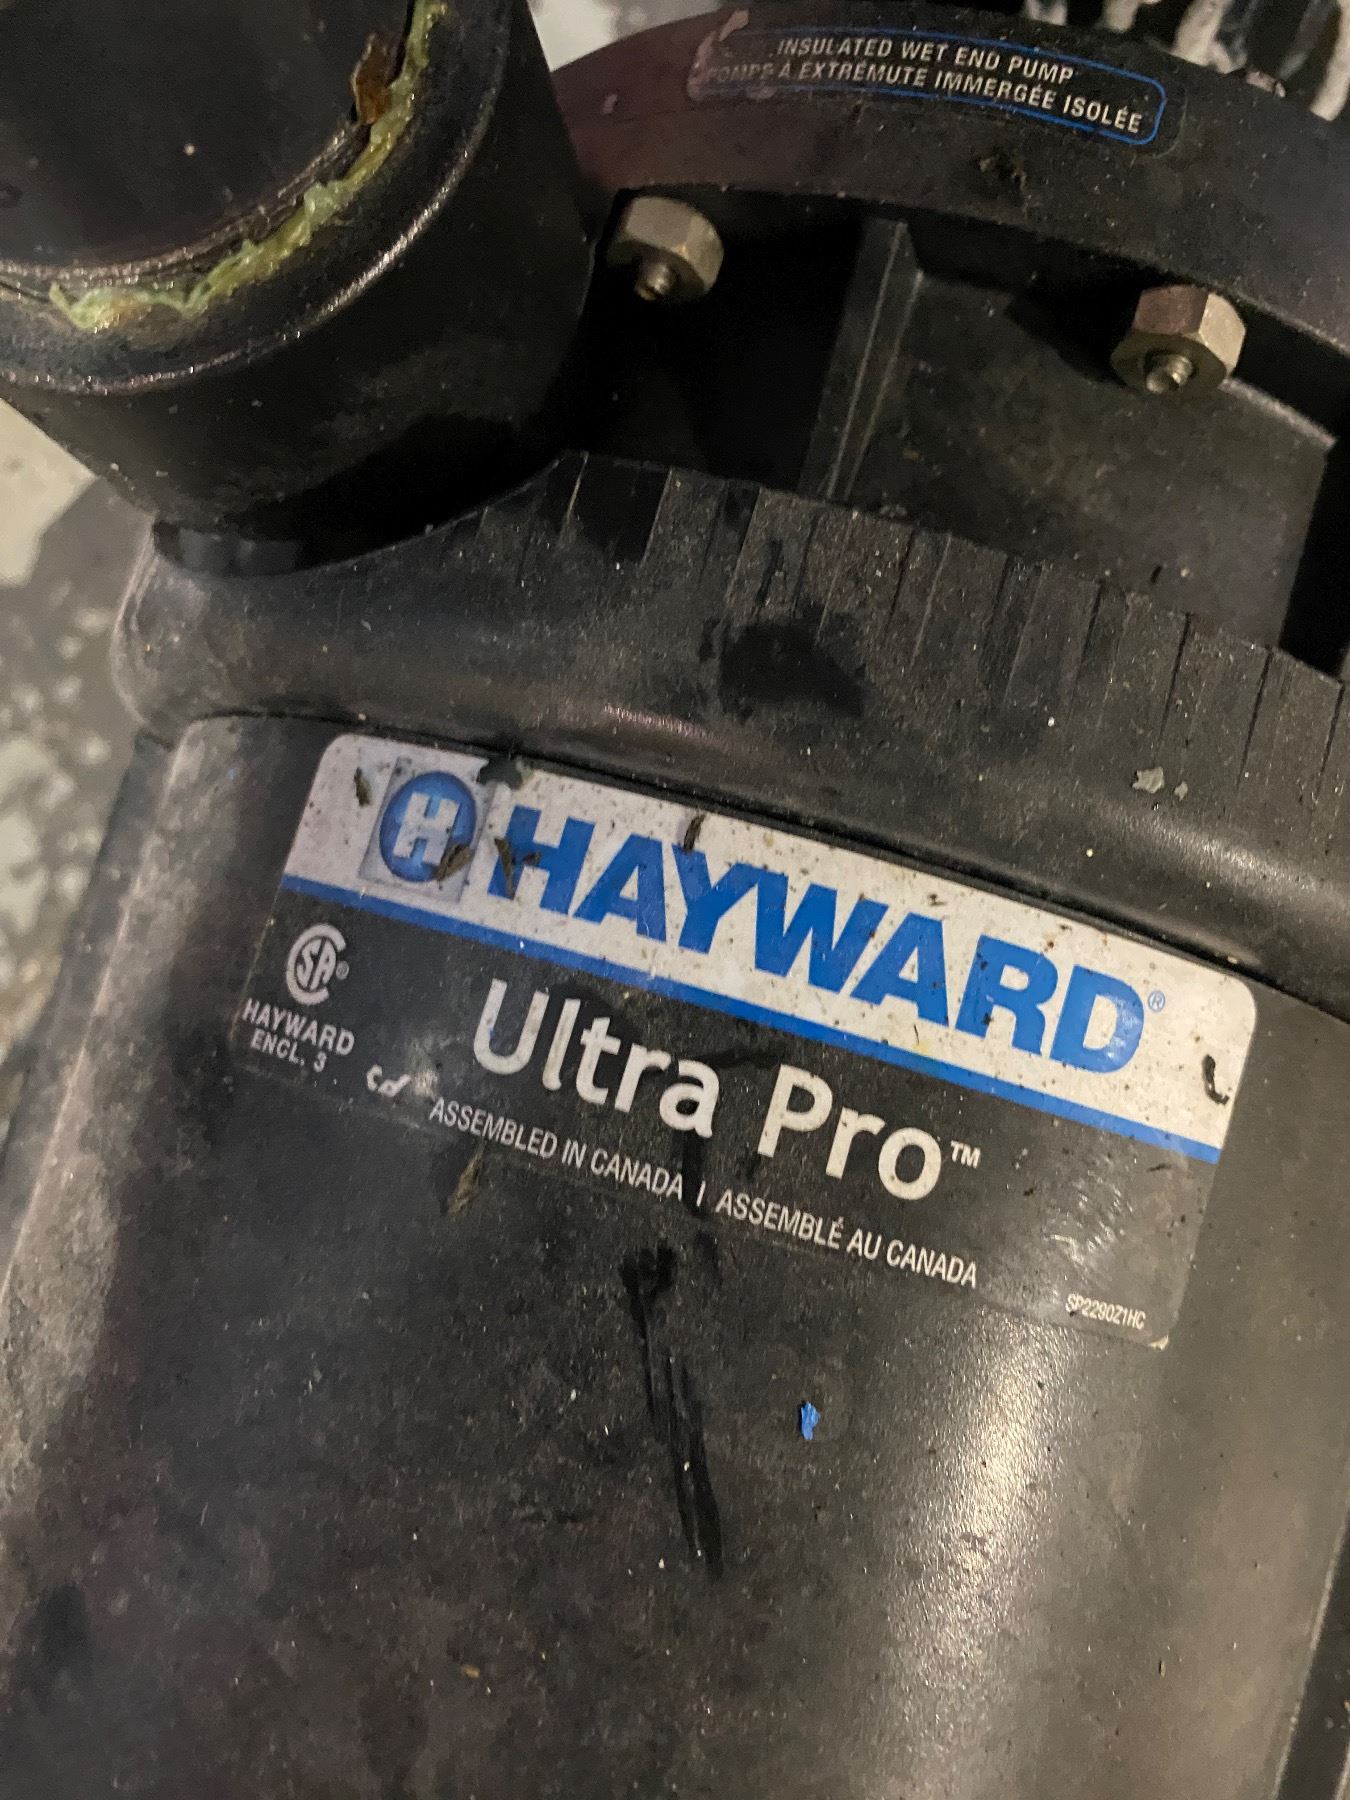 INSULATED WET END PUMP
POMPE À EXTRÉMUTE IMMERGÉE ISOLÉE
H HAYWARD®
SA®
HAYWARD
ENCL. 3
Ultra Pro™
ASSEMBLED IN CANADA | ASSEMBLÉ AU CANADA
SP2290Z1HC